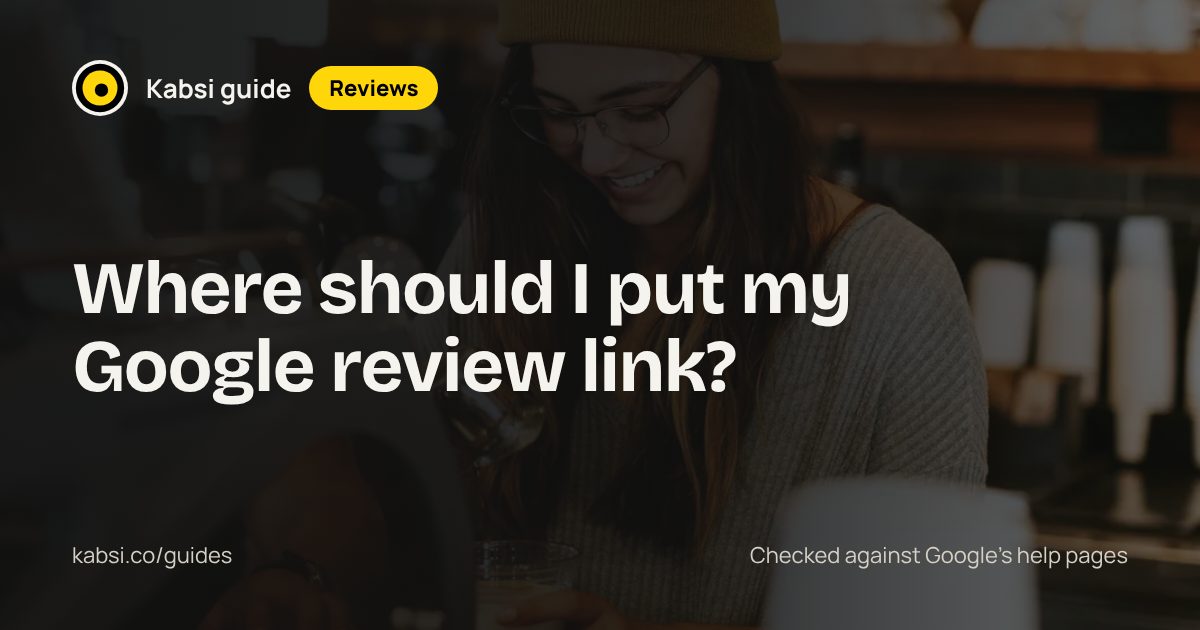 Kabsi guide
Reviews
Where should I put my
Google review link?
kabsi.co/guides
Checked against Google's help pages